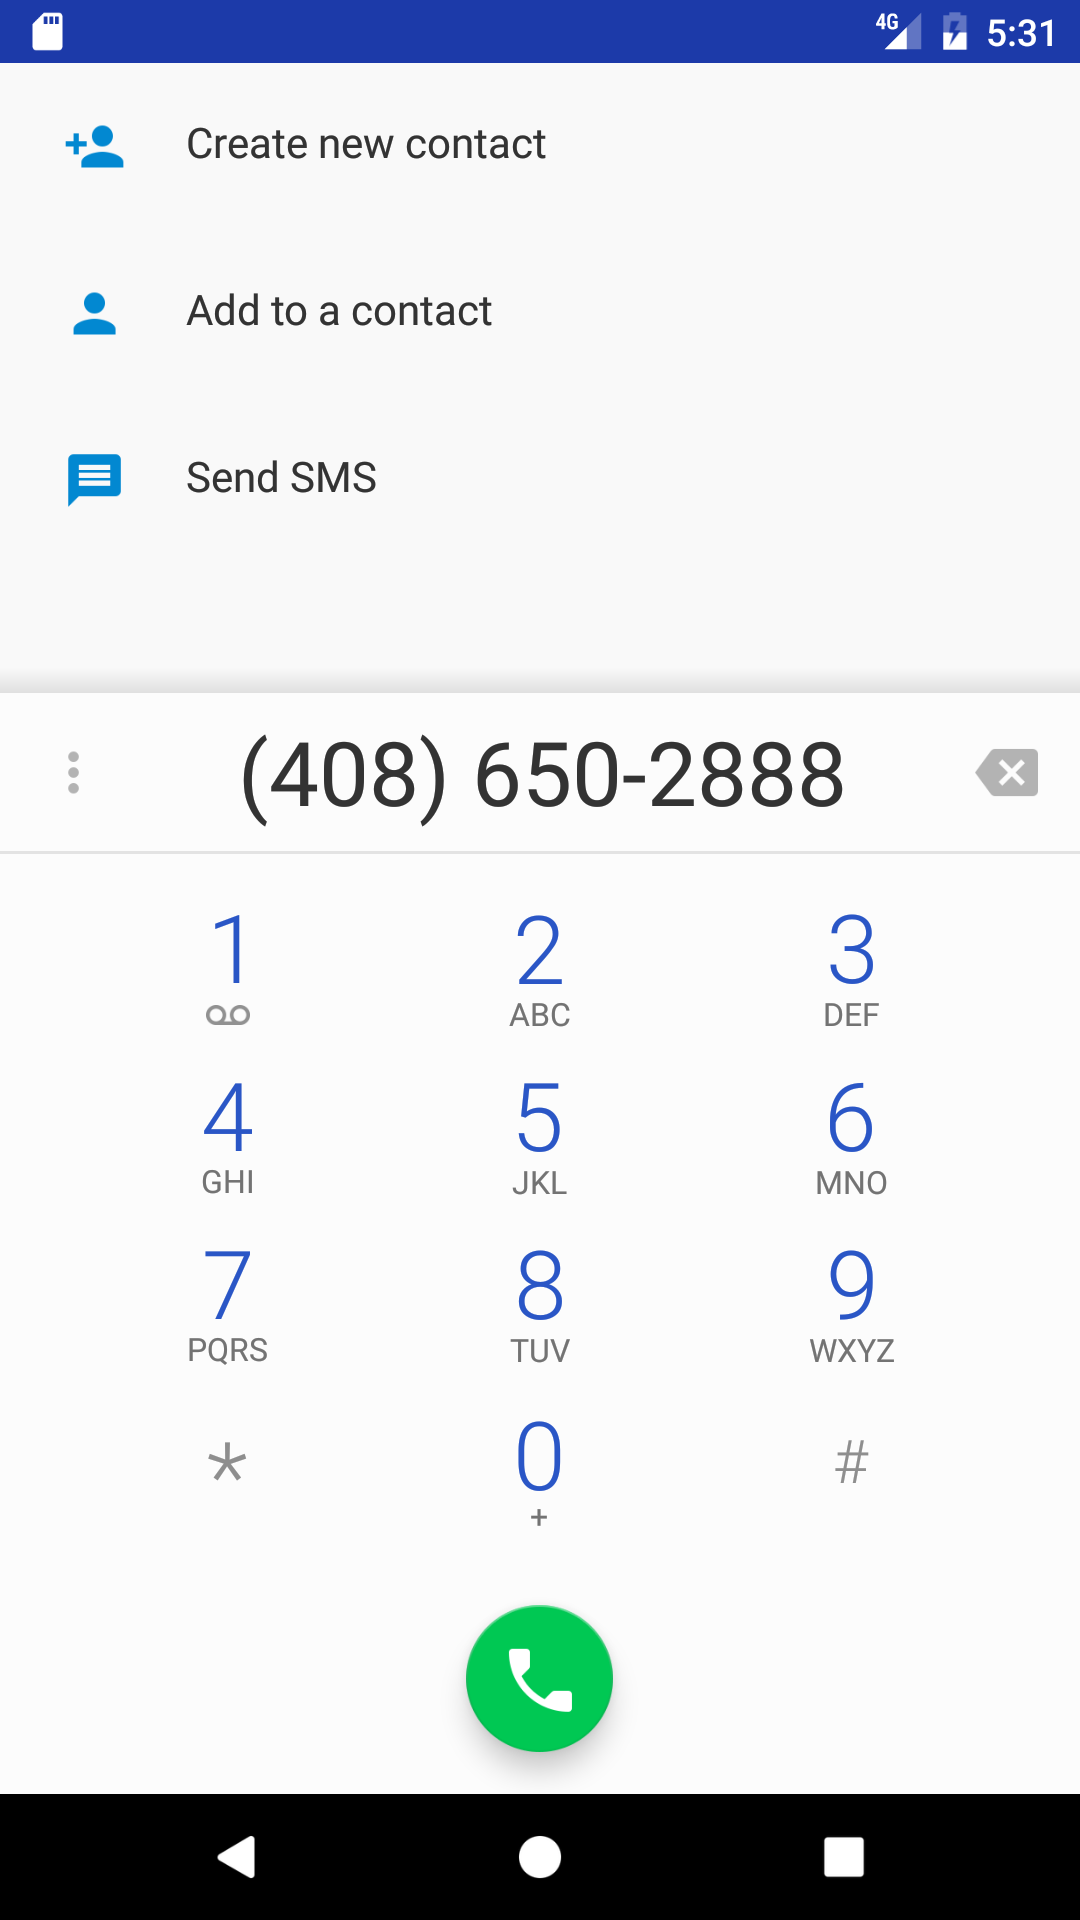 4G 5:31
Create new contact
Add to a contact
Send SMS
(408) 650-2888
1 2 3
ABC DEF
4 5 6
GHI JKL MNO
7 8 9
PQRS TUV WXYZ
* 0 #
+